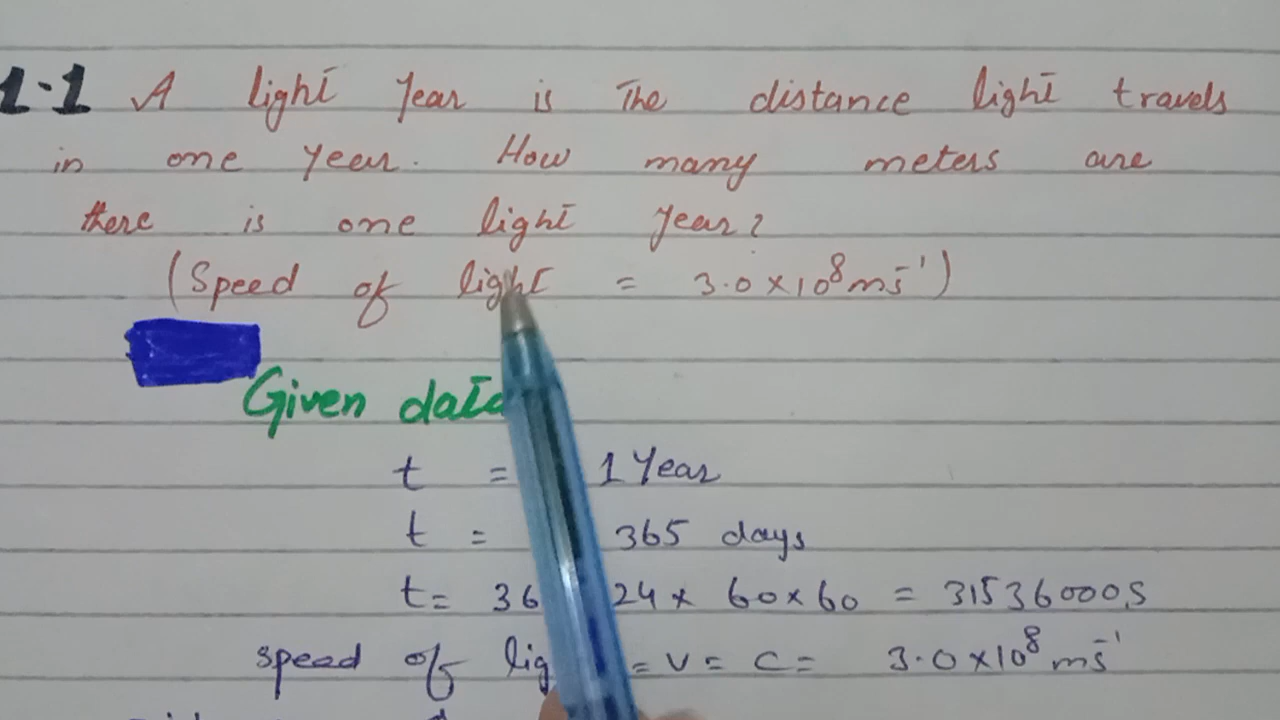 1.1 A light Year is The distance light travels
in one Year. How many meters are
there is one light Year?
(Speed of light = 3.0×10⁸ms⁻¹)
Given data
t = 1 Year
t = 365 days
t= 36 24× 60×60 = 31536000S
speed of lig = v = c = 3.0×10⁸ms⁻¹